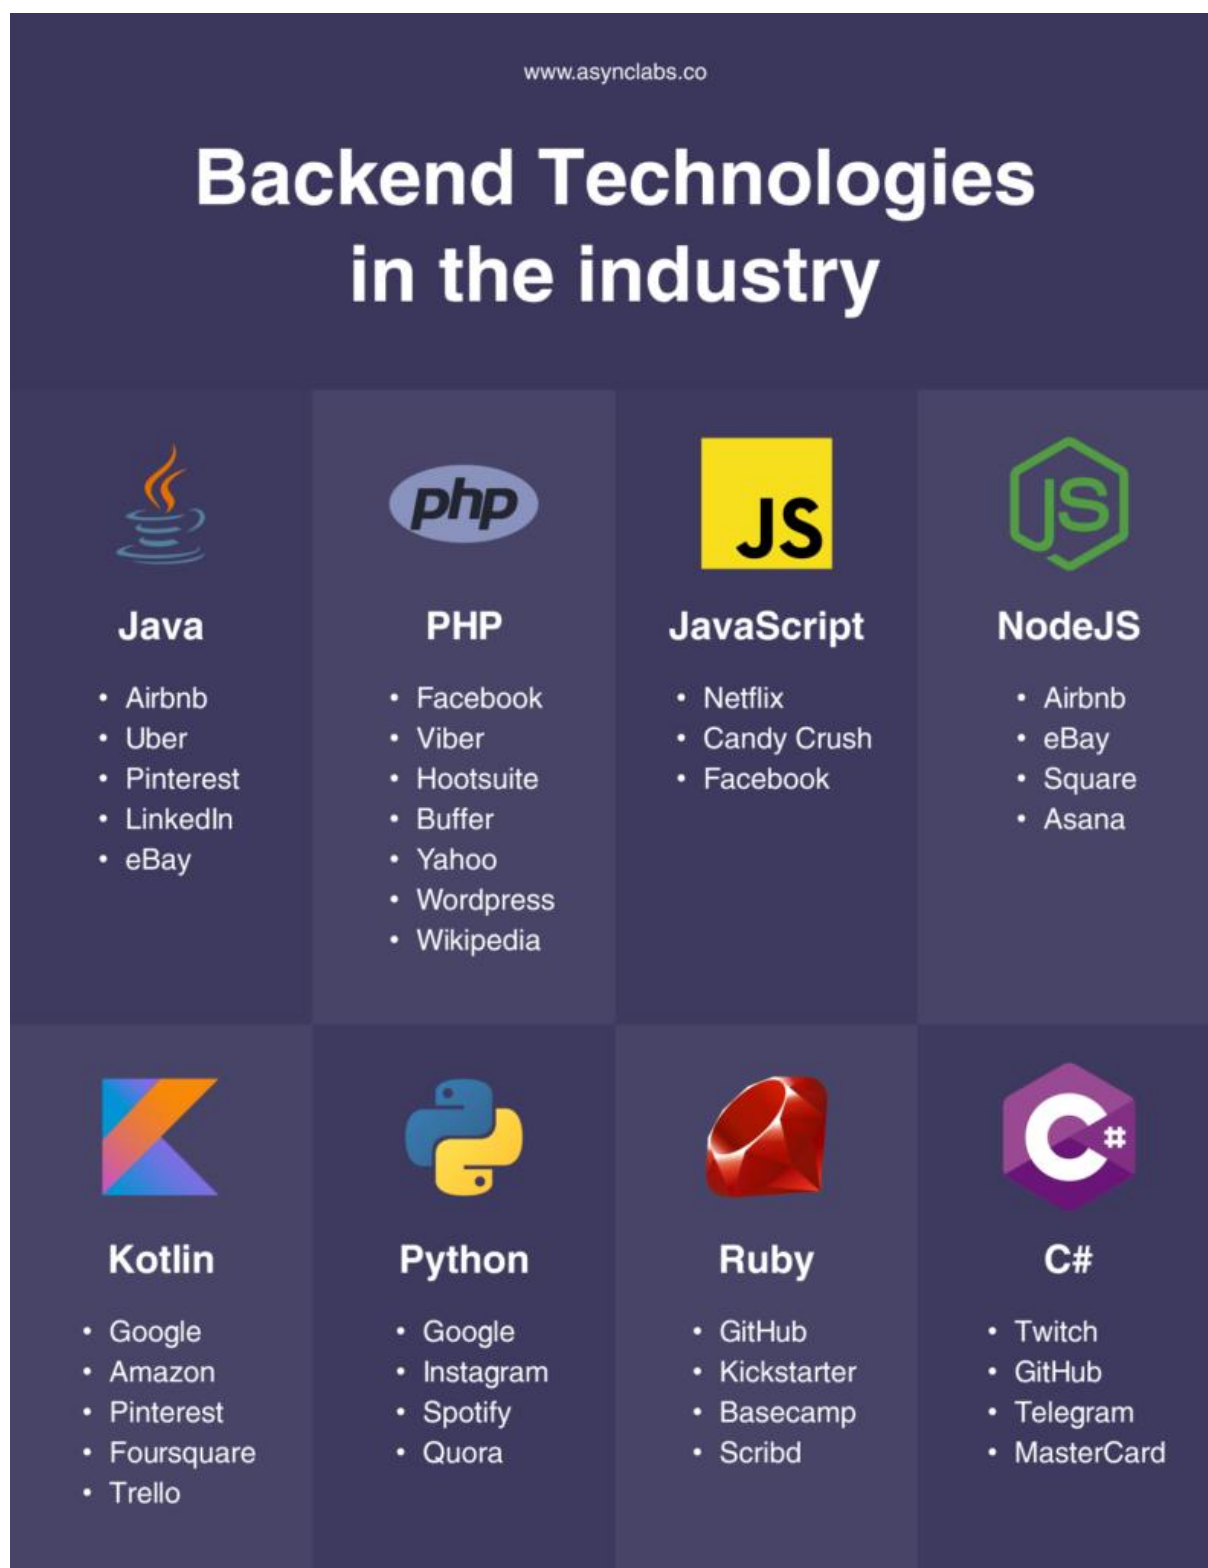 www.asynclabs.co
Backend Technologies
in the industry
php
JS
JS
Java
• Airbnb
• Uber
• Pinterest
• LinkedIn
• eBay
PHP
• Facebook
• Viber
• Hootsuite
• Buffer
• Yahoo
• Wordpress
• Wikipedia
JavaScript
• Netflix
• Candy Crush
• Facebook
NodeJS
• Airbnb
• eBay
• Square
• Asana
C#
Kotlin
• Google
• Amazon
• Pinterest
• Foursquare
• Trello
Python
• Google
• Instagram
• Spotify
• Quora
Ruby
• GitHub
• Kickstarter
• Basecamp
• Scribd
C#
• Twitch
• GitHub
• Telegram
• MasterCard